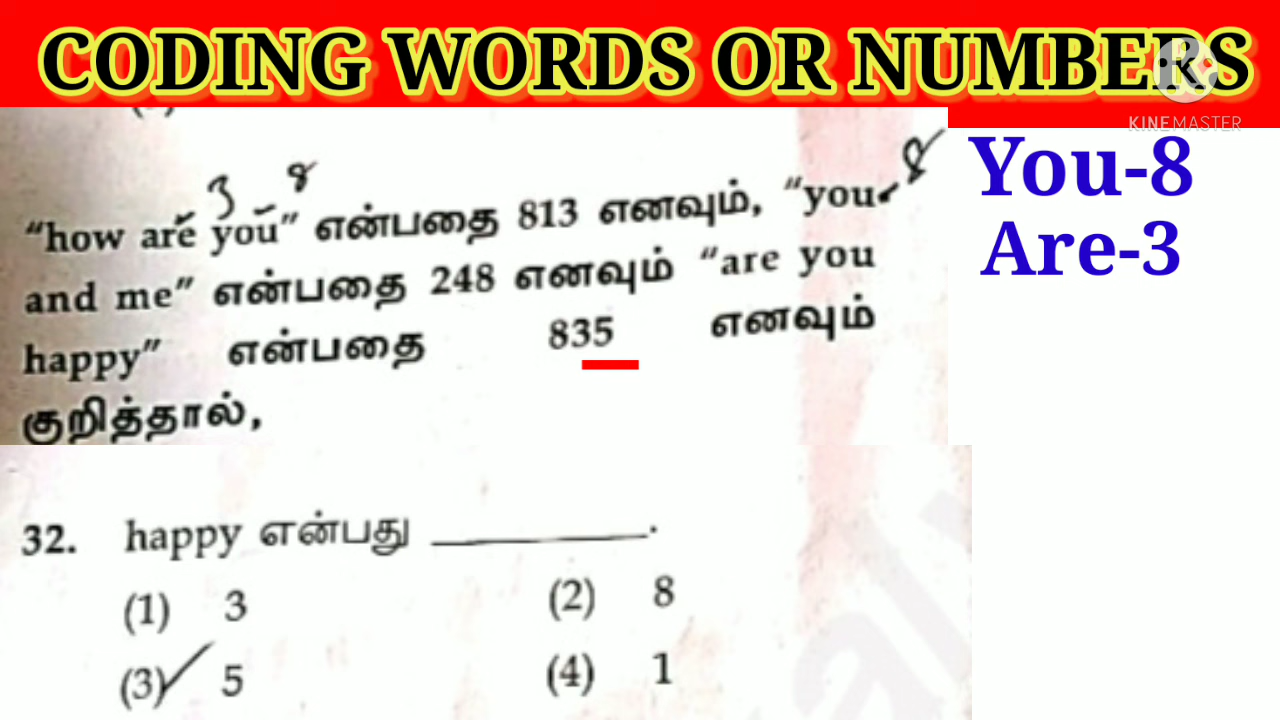 CODING WORDS OR NUMBERS
KINEMASTER
You-8
Are-3
3 8
8
“how are you” என்பதை 813 எனவும், “you
and me” என்பதை 248 எனவும் “are you
happy” என்பதை 835 எனவும்
குறித்தால்,
32. happy என்பது ____________.
(1) 3 (2) 8
(3) 5 (4) 1